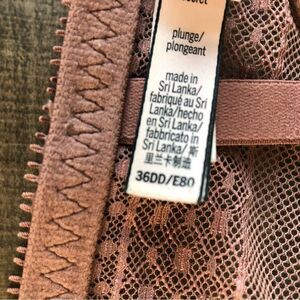 plunge/
plongeant
made in
Sri Lanka/
fabriqué au Sri
Lanka/hecho
en Sri Lanka/
fabbricato in
Sri Lanka/ 斯
里兰卡制造
36DD/E80